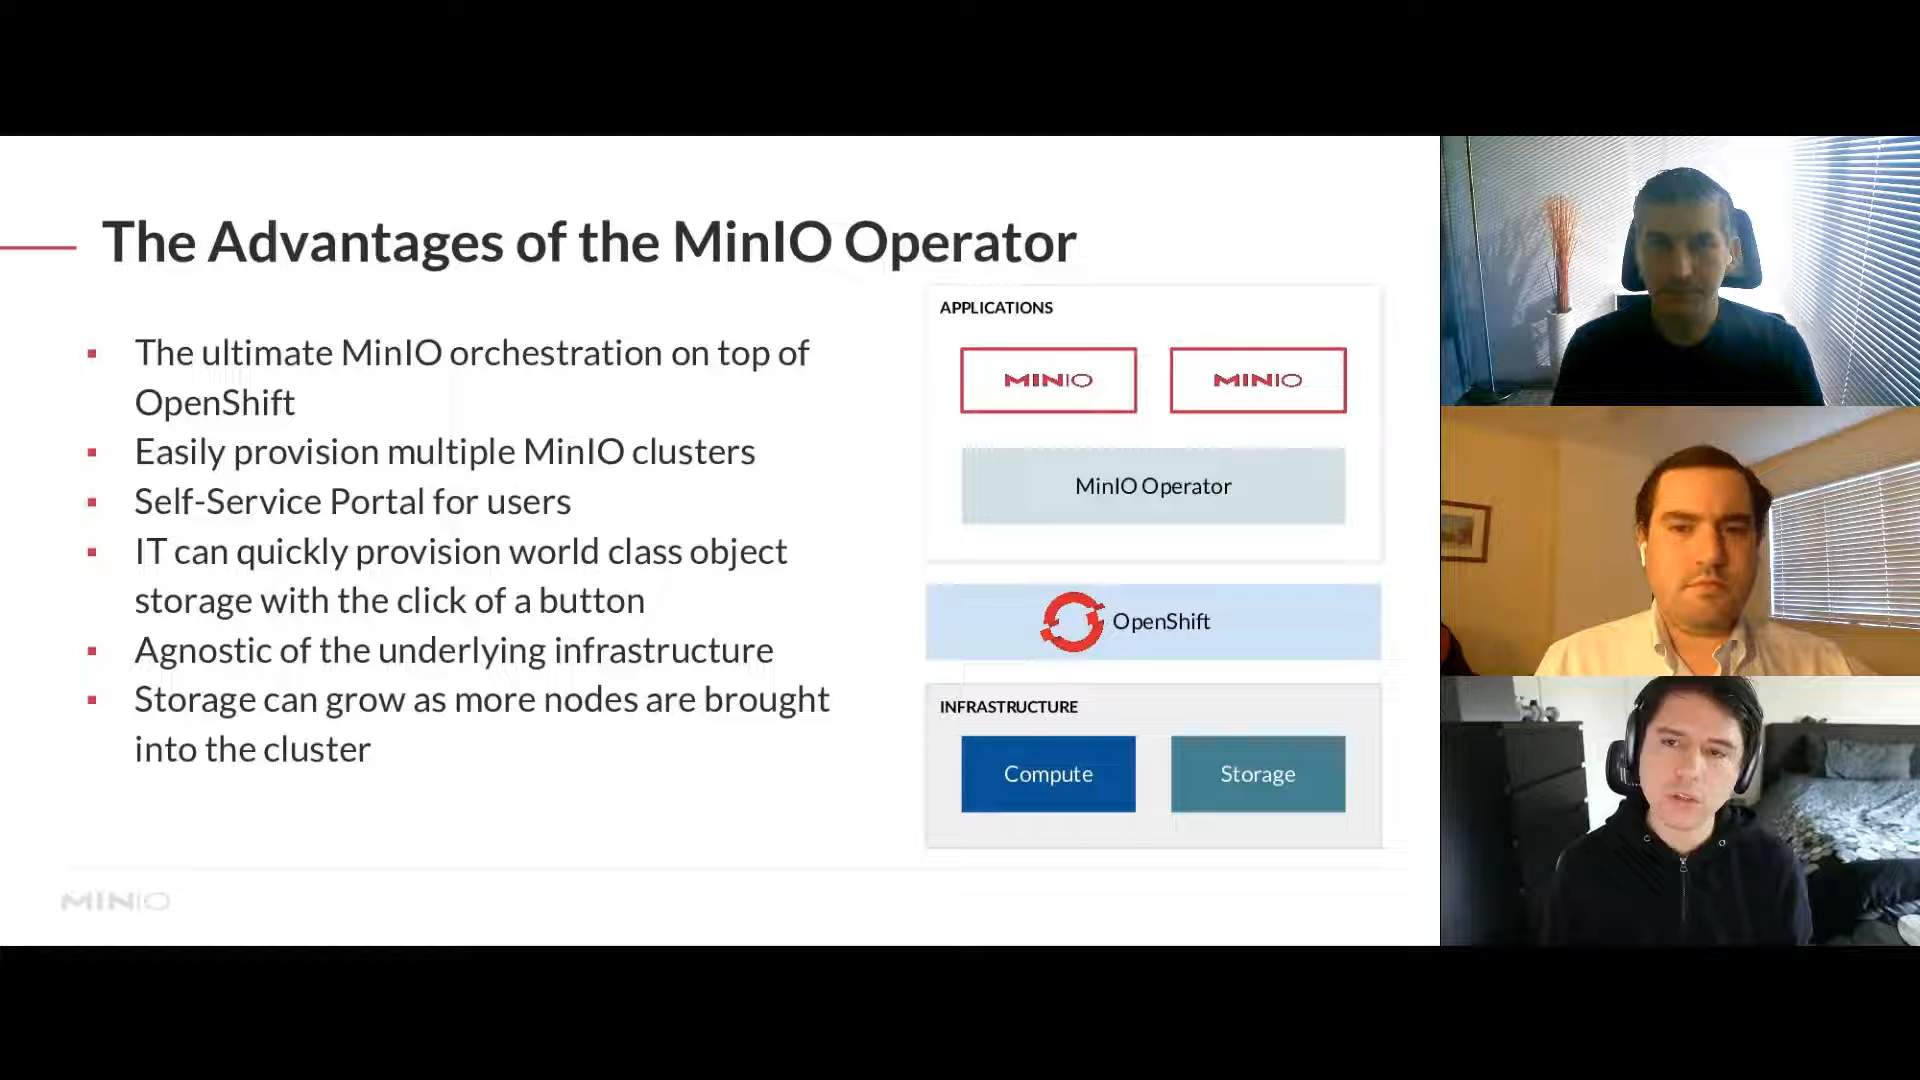 The Advantages of the MinIO Operator
The ultimate MinIO orchestration on top of
OpenShift
Easily provision multiple MinIO clusters
Self-Service Portal for users
IT can quickly provision world class object
storage with the click of a button
Agnostic of the underlying infrastructure
Storage can grow as more nodes are brought
into the cluster
APPLICATIONS
MINIO MINIO
MinIO Operator
OpenShift
INFRASTRUCTURE
Compute Storage
MINIO